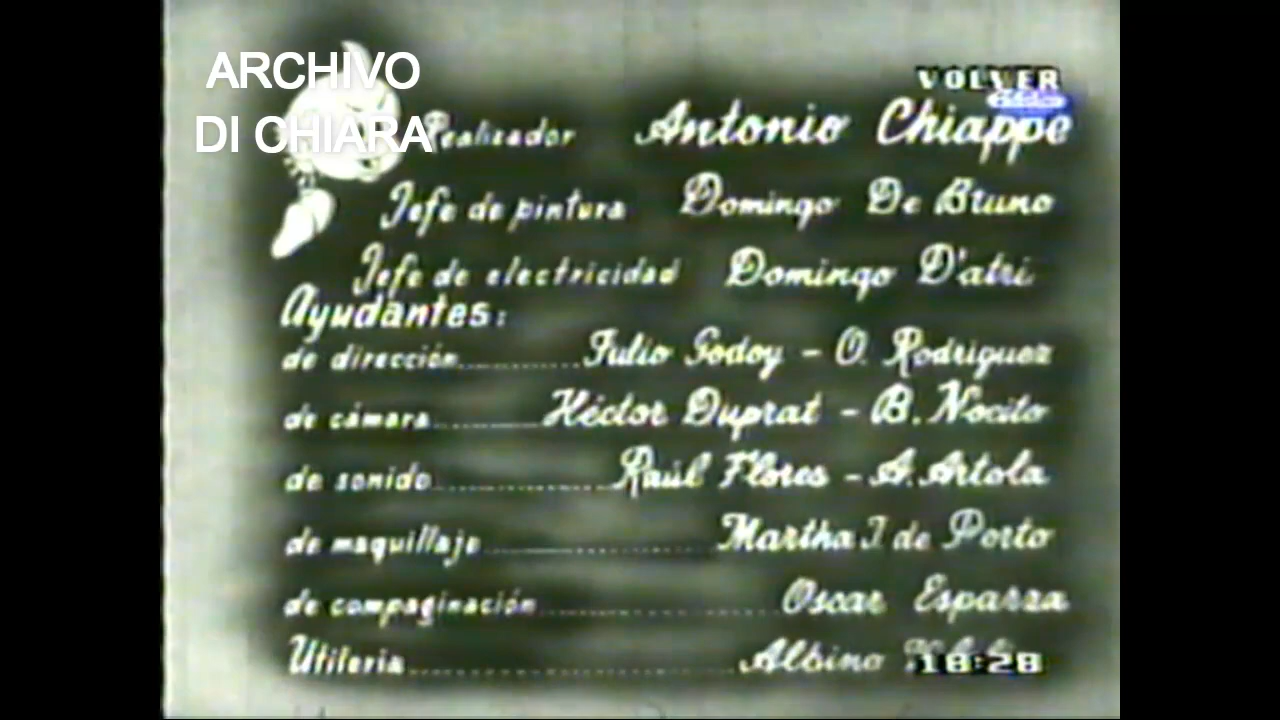 ARCHIVO
DI CHIARA
VOLVER
Realizador Antonio Chiappe
Jefe de pintura Domingo De Bruno
Jefe de electricidad Domingo D'atri
Ayudantes:
de dirección.......... Julio Godoy - O. Rodriguez
de cámara.......... Héctor Duprat - B. Nocito
de sonido.......... Raúl Flores - A. Artola
de maquillaje.......... Martha J de Porto
de compaginación.......... Oscar Esparza
Utileria.......... Albino
18:28